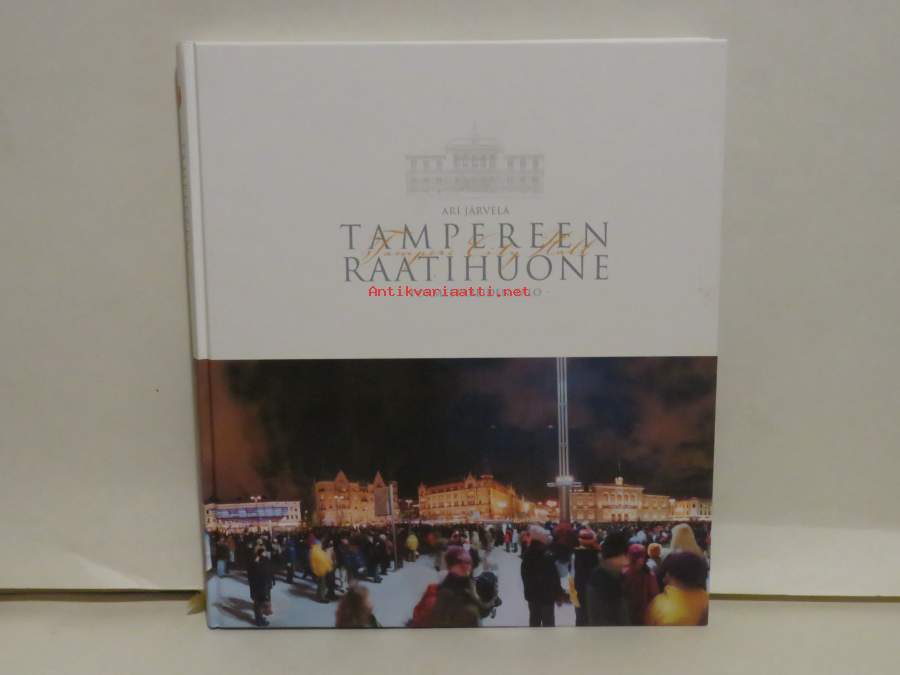 ARI JÄRVELÄ
TAMPEREEN
Tampere City Hall
RAATIHUONE
Antikvariaatti.net